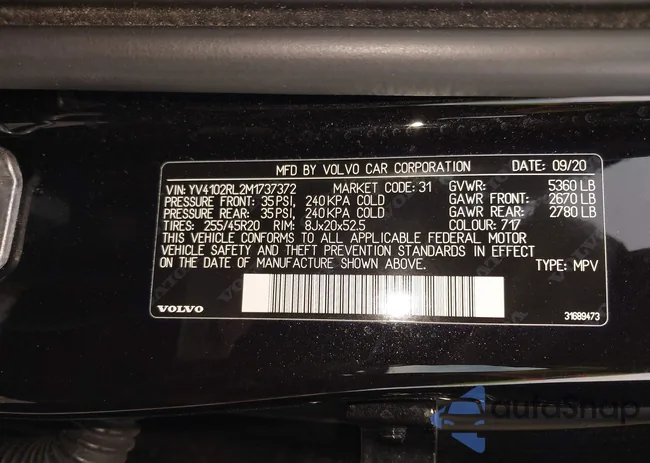 MFD BY VOLVO CAR CORPORATION DATE: 09/20
VIN: YV4102RL2M1737372 MARKET CODE: 31 GVWR: 5360 LB
PRESSURE FRONT: 35 PSI, 240 KPA COLD GAWR FRONT: 2670 LB
PRESSURE REAR: 35 PSI, 240 KPA COLD GAWR REAR: 2780 LB
TIRES: 255/45R20 RIM: 8Jx20x52.5 COLOUR: 717
THIS VEHICLE CONFORMS TO ALL APPLICABLE FEDERAL MOTOR
VEHICLE SAFETY AND THEFT PREVENTION STANDARDS IN EFFECT
ON THE DATE OF MANUFACTURE SHOWN ABOVE. TYPE: MPV
VOLVO 31689473
autoSnap